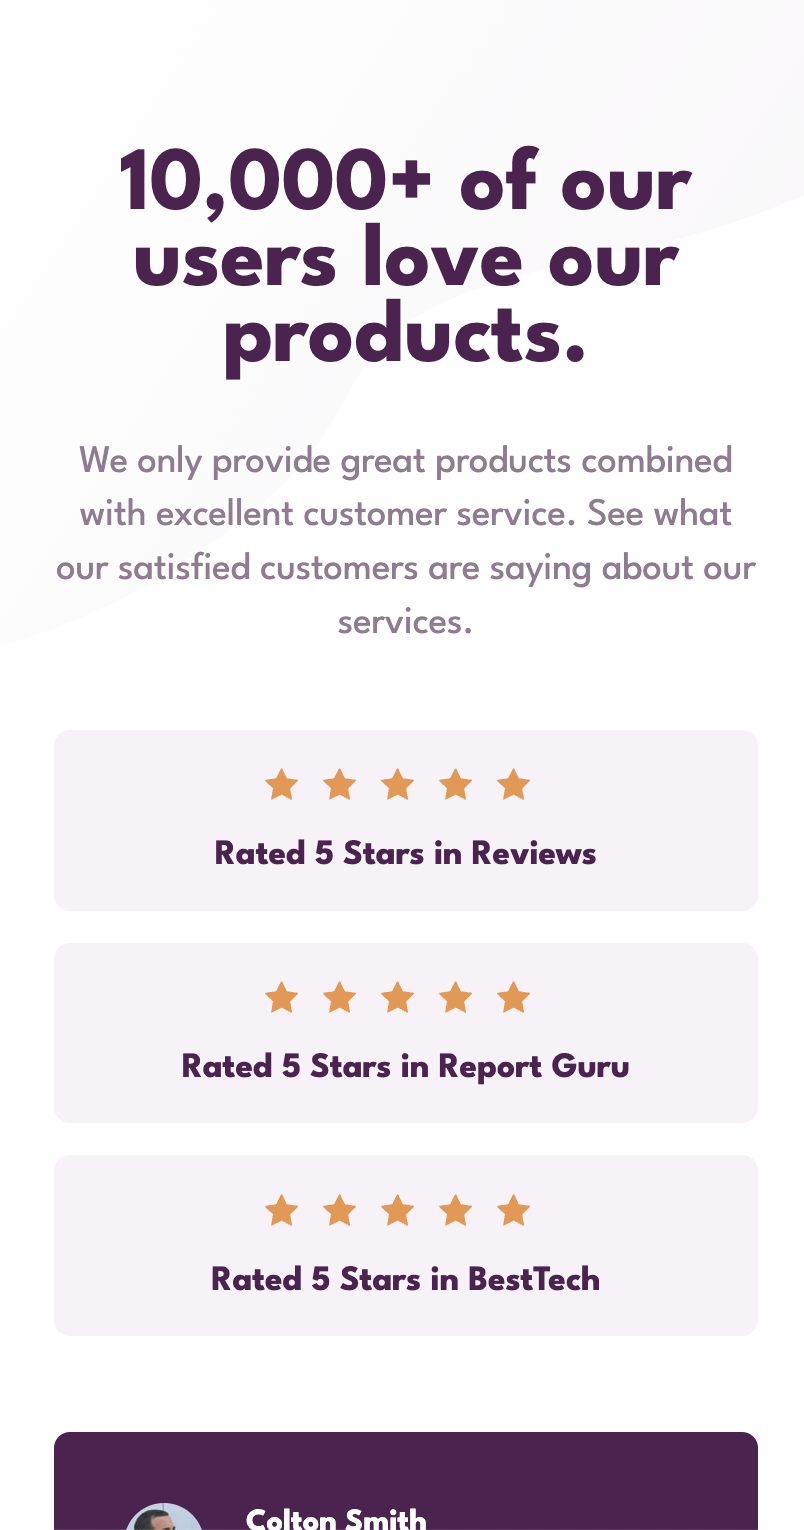 10,000+ of our
users love our
products.
We only provide great products combined
with excellent customer service. See what
our satisfied customers are saying about our
services.
Rated 5 Stars in Reviews
Rated 5 Stars in Report Guru
Rated 5 Stars in BestTech
Colton Smith